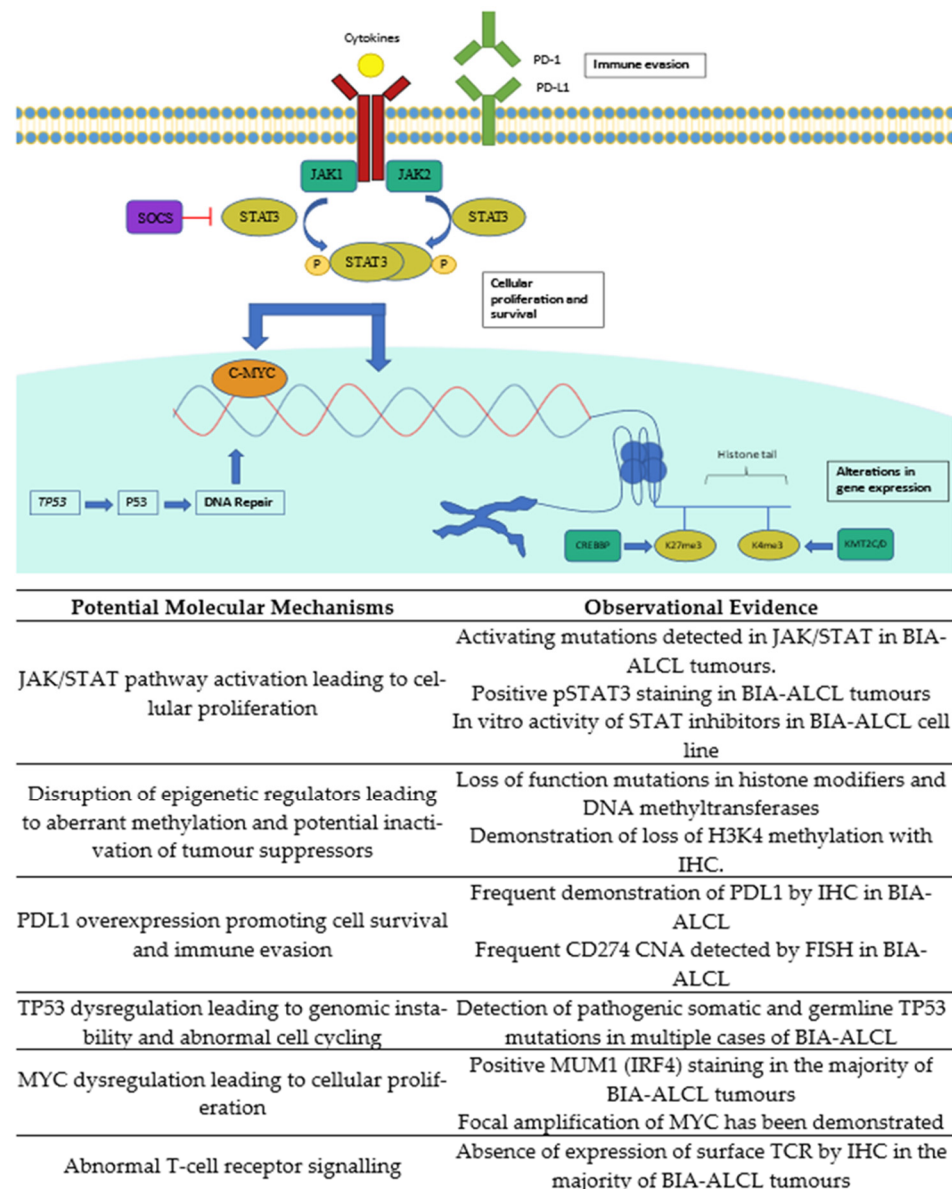 Cytokines
PD-1
Immune evasion
PD-L1
JAK1
JAK2
SOCS
STAT3
STAT3
P
STAT3
P
Cellular
proliferation and
survival
C-MYC
Histone tail
Alterations in
gene expression
TP53
P53
DNA Repair
CREBBP
K27me3
K4me3
KMT2C/D
Potential Molecular Mechanisms
Observational Evidence
JAK/STAT pathway activation leading to cel-
lular proliferation
Activating mutations detected in JAK/STAT in BIA-
ALCL tumours.
Positive pSTAT3 staining in BIA-ALCL tumours
In vitro activity of STAT inhibitors in BIA-ALCL cell
line
Disruption of epigenetic regulators leading
to aberrant methylation and potential inacti-
vation of tumour suppressors
Loss of function mutations in histone modifiers and
DNA methyltransferases
Demonstration of loss of H3K4 methylation with
IHC.
PDL1 overexpression promoting cell survival
and immune evasion
Frequent demonstration of PDL1 by IHC in BIA-
ALCL
Frequent CD274 CNA detected by FISH in BIA-
ALCL
TP53 dysregulation leading to genomic insta-
bility and abnormal cell cycling
Detection of pathogenic somatic and germline TP53
mutations in multiple cases of BIA-ALCL
MYC dysregulation leading to cellular prolif-
eration
Positive MUM1 (IRF4) staining in the majority of
BIA-ALCL tumours
Focal amplification of MYC has been demonstrated
Abnormal T-cell receptor signalling
Absence of expression of surface TCR by IHC in the
majority of BIA-ALCL tumours